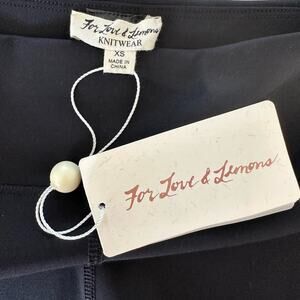 For Love & Lemons
KNITWEAR
XS
MADE IN
CHINA
For Love & Lemons